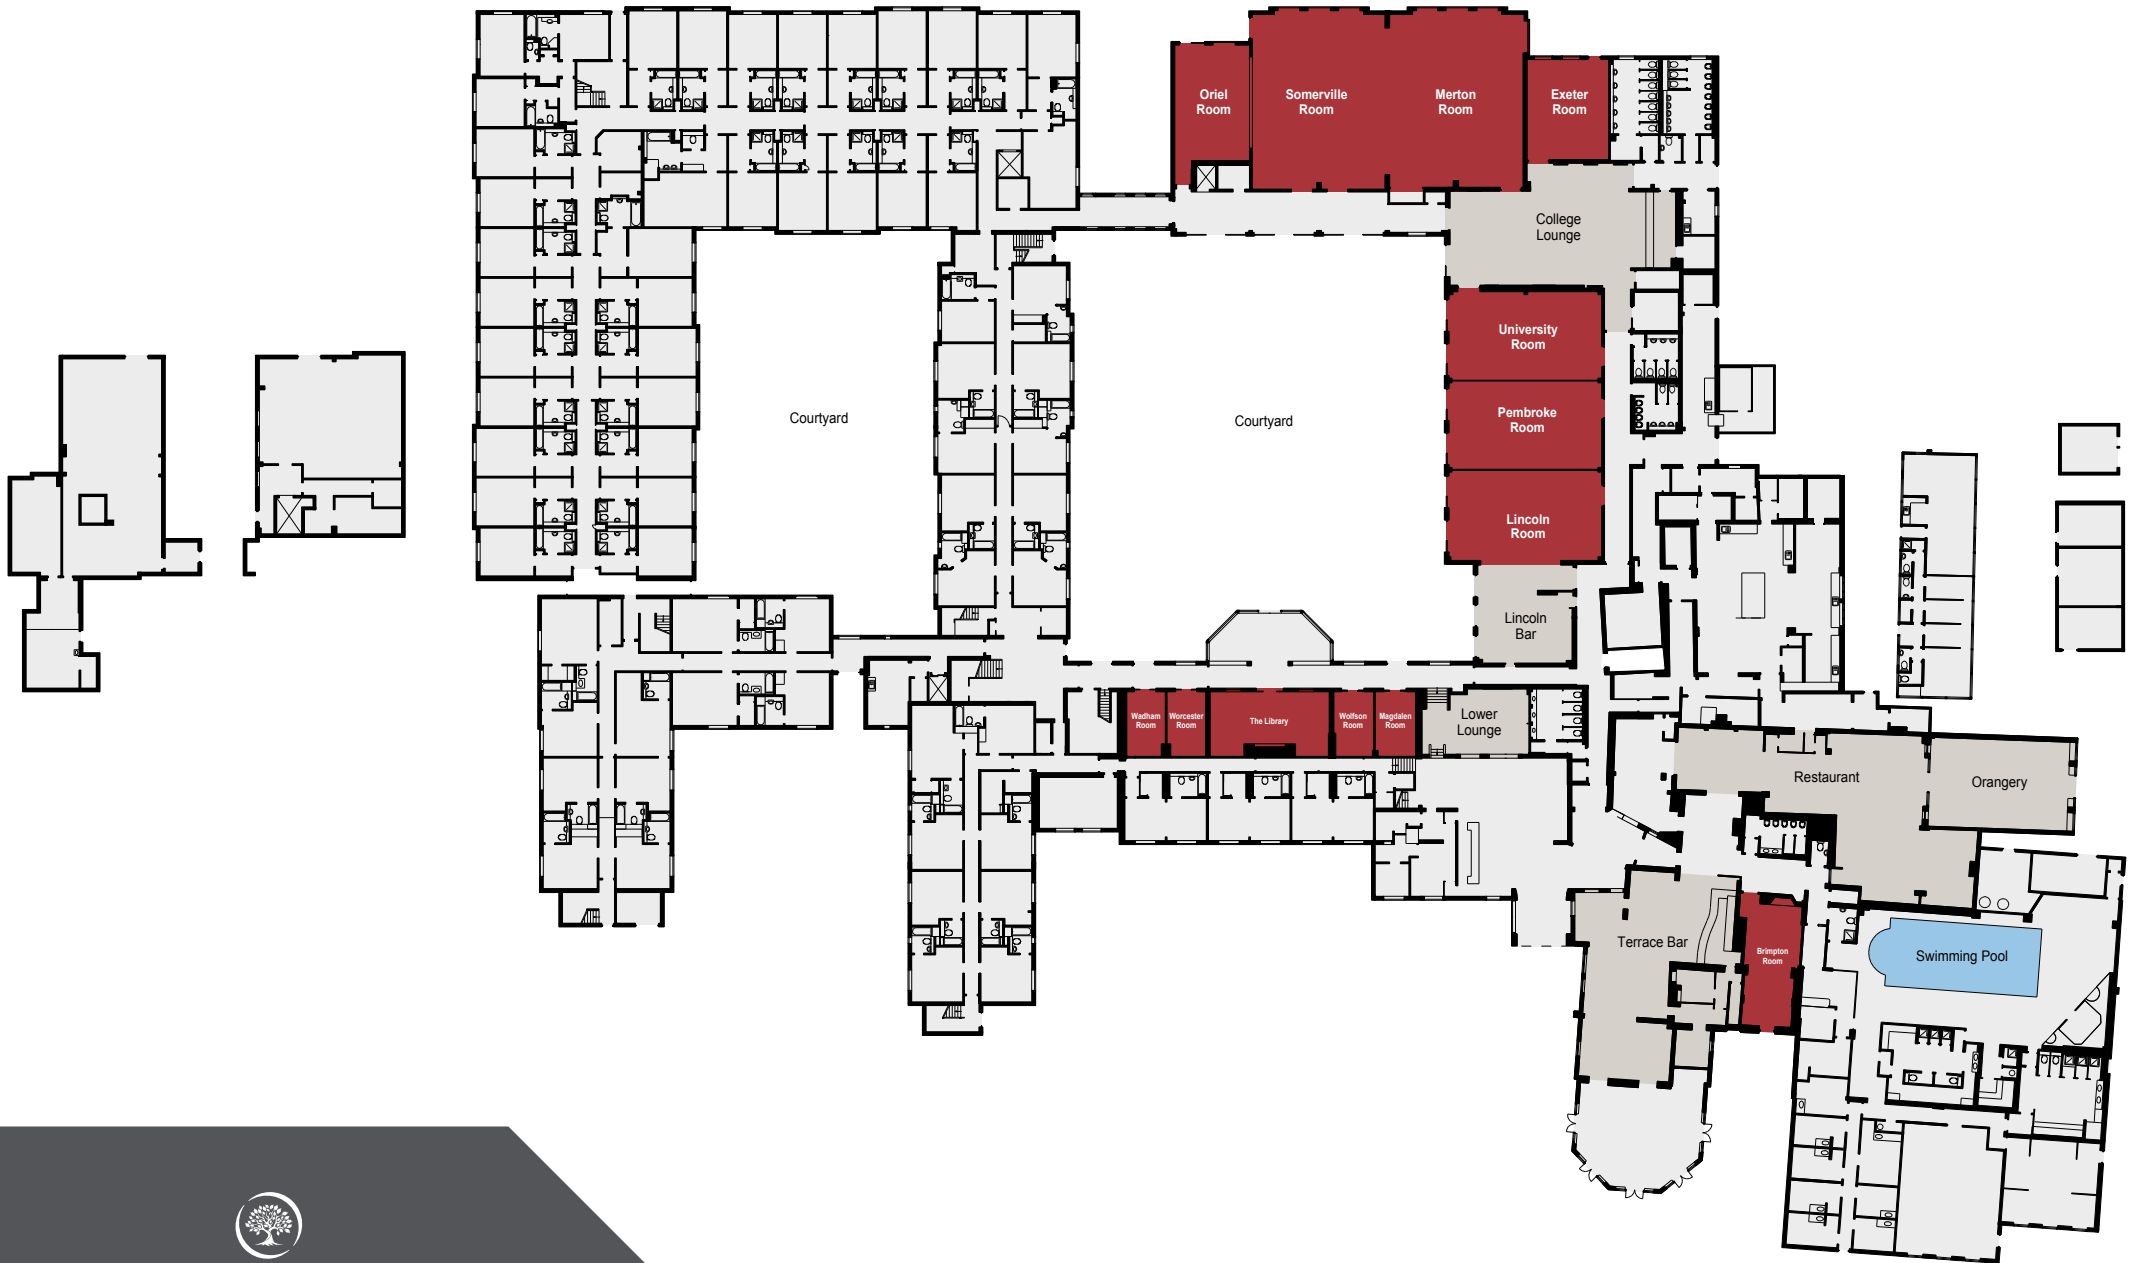 Oriel
Room
Somerville
Room
Merton
Room
Exeter
Room
College
Lounge
University
Room
Courtyard
Courtyard
Pembroke
Room
Lincoln
Room
Lincoln
Bar
Wadham
Room
Worcester
Room
The Library
Wolfson
Room
Magdalen
Room
Lower
Lounge
Restaurant
Orangery
Terrace Bar
Brimpton
Room
Swimming Pool